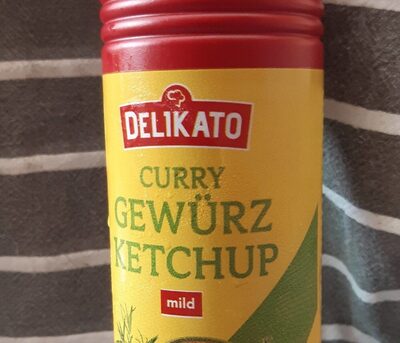 DELIKATO
CURRY
GEWÜRZ
KETCHUP
mild